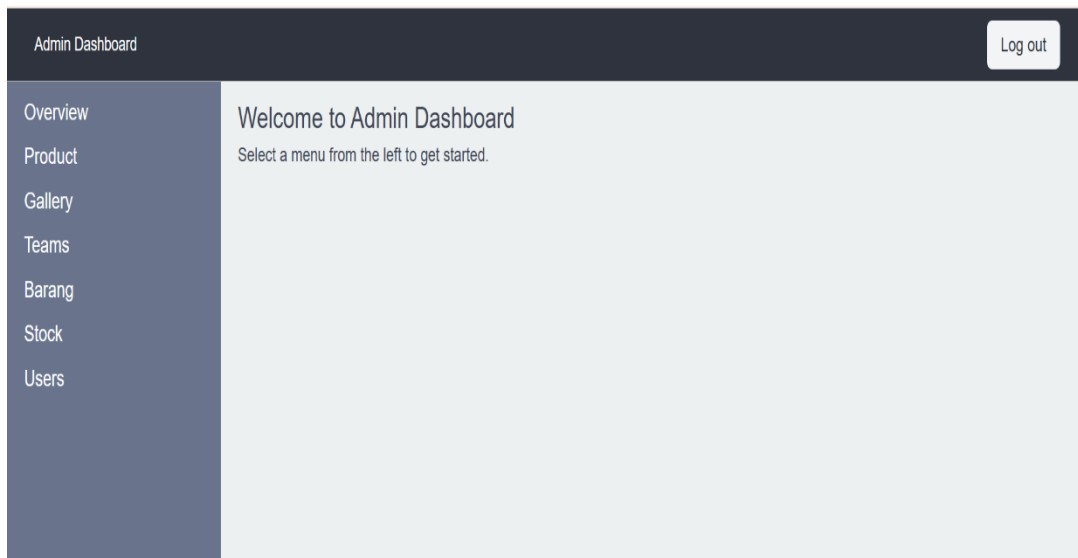 Admin Dashboard
Log out
Overview
Product
Gallery
Teams
Barang
Stock
Users
Welcome to Admin Dashboard
Select a menu from the left to get started.